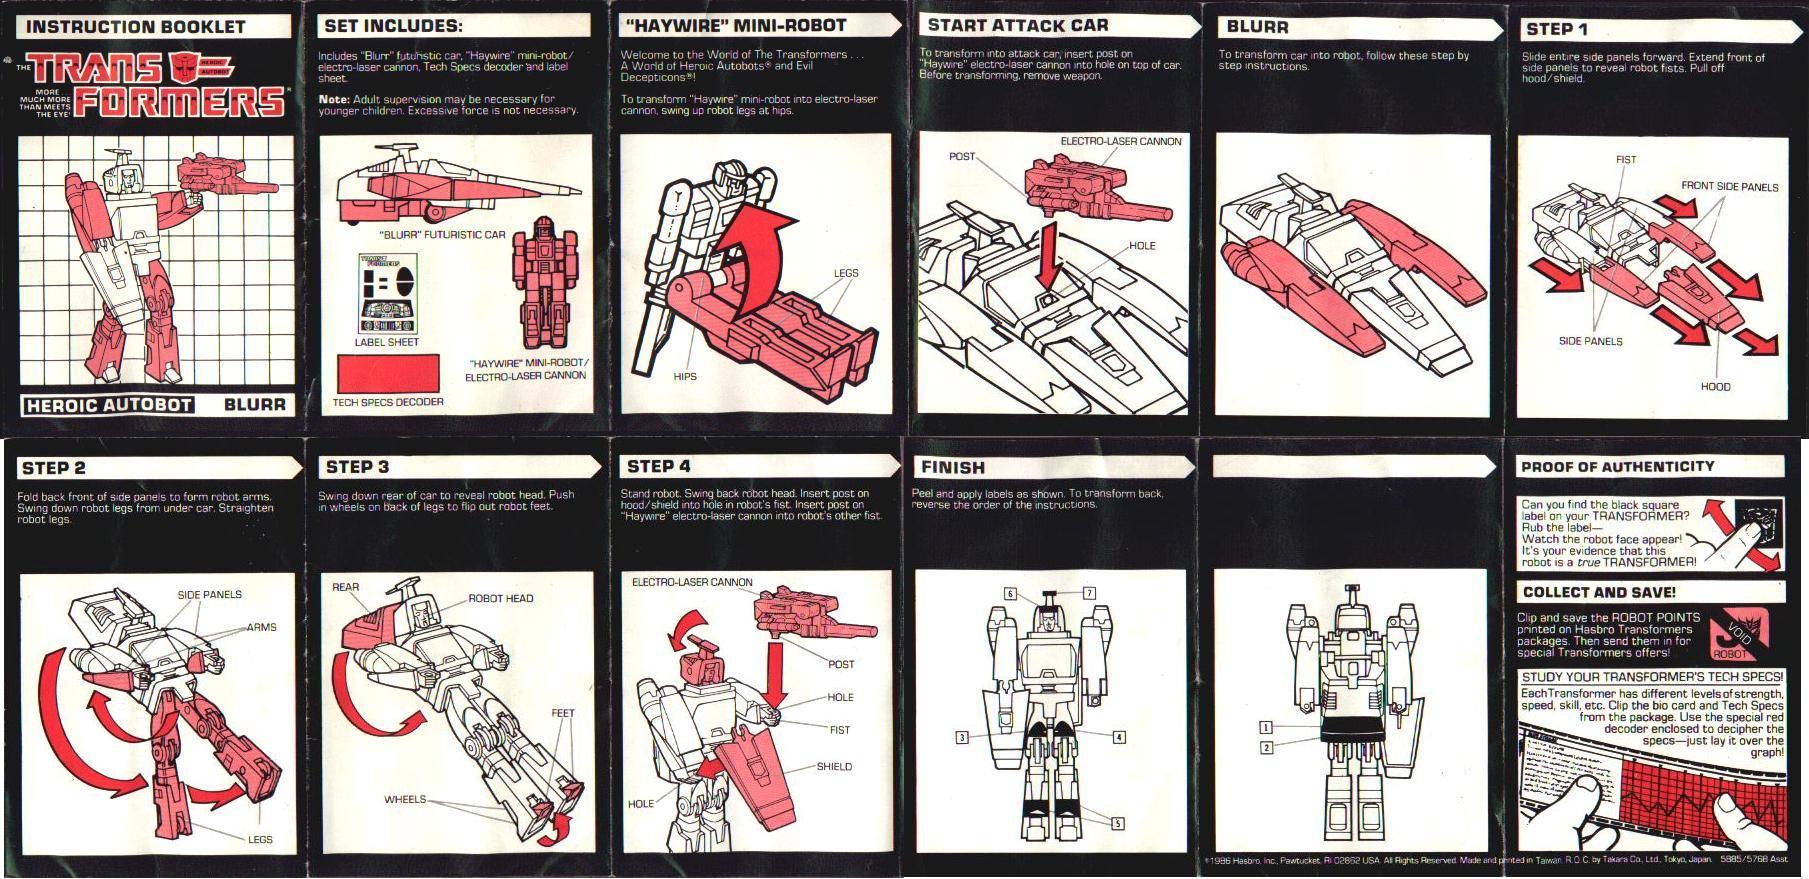 INSTRUCTION BOOKLET
THE TRANSFORMERS
HEROIC
AUTOBOT
MORE
MUCH MORE
THAN MEETS
THE EYE!
HEROIC AUTOBOT BLURR
SET INCLUDES:
Includes "Blurr" futuristic car, "Haywire" mini-robot/
electro-laser cannon, Tech Specs decoder and label
sheet.
Note: Adult supervision may be necessary for
younger children. Excessive force is not necessary.
"BLURR" FUTURISTIC CAR
TRANSFORMERS
LABEL SHEET
"HAYWIRE" MINI-ROBOT/
ELECTRO-LASER CANNON
TECH SPECS DECODER
"HAYWIRE" MINI-ROBOT
Welcome to the World of The Transformers . . .
A World of Heroic Autobots® and Evil
Decepticons®!
To transform "Haywire" mini-robot into electro-laser
cannon, swing up robot legs at hips.
LEGS
HIPS
START ATTACK CAR
To transform into attack car, insert post on
"Haywire" electro-laser cannon into hole on top of car.
Before transforming, remove weapon.
ELECTRO-LASER CANNON
POST
HOLE
BLURR
To transform car into robot, follow these step by
step instructions.
STEP 1
Slide entire side panels forward. Extend front of
side panels to reveal robot fists. Pull off
hood/shield.
FIST
FRONT SIDE PANELS
SIDE PANELS
HOOD
STEP 2
Fold back front of side panels to form robot arms.
Swing down robot legs from under car. Straighten
robot legs.
SIDE PANELS
ARMS
LEGS
STEP 3
Swing down rear of car to reveal robot head. Push
in wheels on back of legs to flip out robot feet.
REAR
ROBOT HEAD
FEET
WHEELS
STEP 4
Stand robot. Swing back robot head. Insert post on
hood/shield into hole in robot's fist. Insert post on
"Haywire" electro-laser cannon into robot's other fist.
ELECTRO-LASER CANNON
POST
HOLE
FIST
SHIELD
HOLE
FINISH
Peel and apply labels as shown. To transform back,
reverse the order of the instructions.
6 7
3 4
5
1
2
PROOF OF AUTHENTICITY
Can you find the black square
label on your TRANSFORMER?
Rub the label—
Watch the robot face appear!
It's your evidence that this
robot is a true TRANSFORMER!
COLLECT AND SAVE!
Clip and save the ROBOT POINTS
printed on Hasbro Transformers
packages. Then send them in for
special Transformers offers!
VOID
ROBOT
STUDY YOUR TRANSFORMER'S TECH SPECS!
Each Transformer has different levels of strength,
speed, skill, etc. Clip the bio card and Tech Specs
from the package. Use the special red
decoder enclosed to decipher the
specs—just lay it over the
graph!
©1986 Hasbro, Inc., Pawtucket, RI 02862 USA. All Rights Reserved. Made and printed in Taiwan, R.O.C. by Takara Co., Ltd., Tokyo, Japan. 5885/5768 Asst.